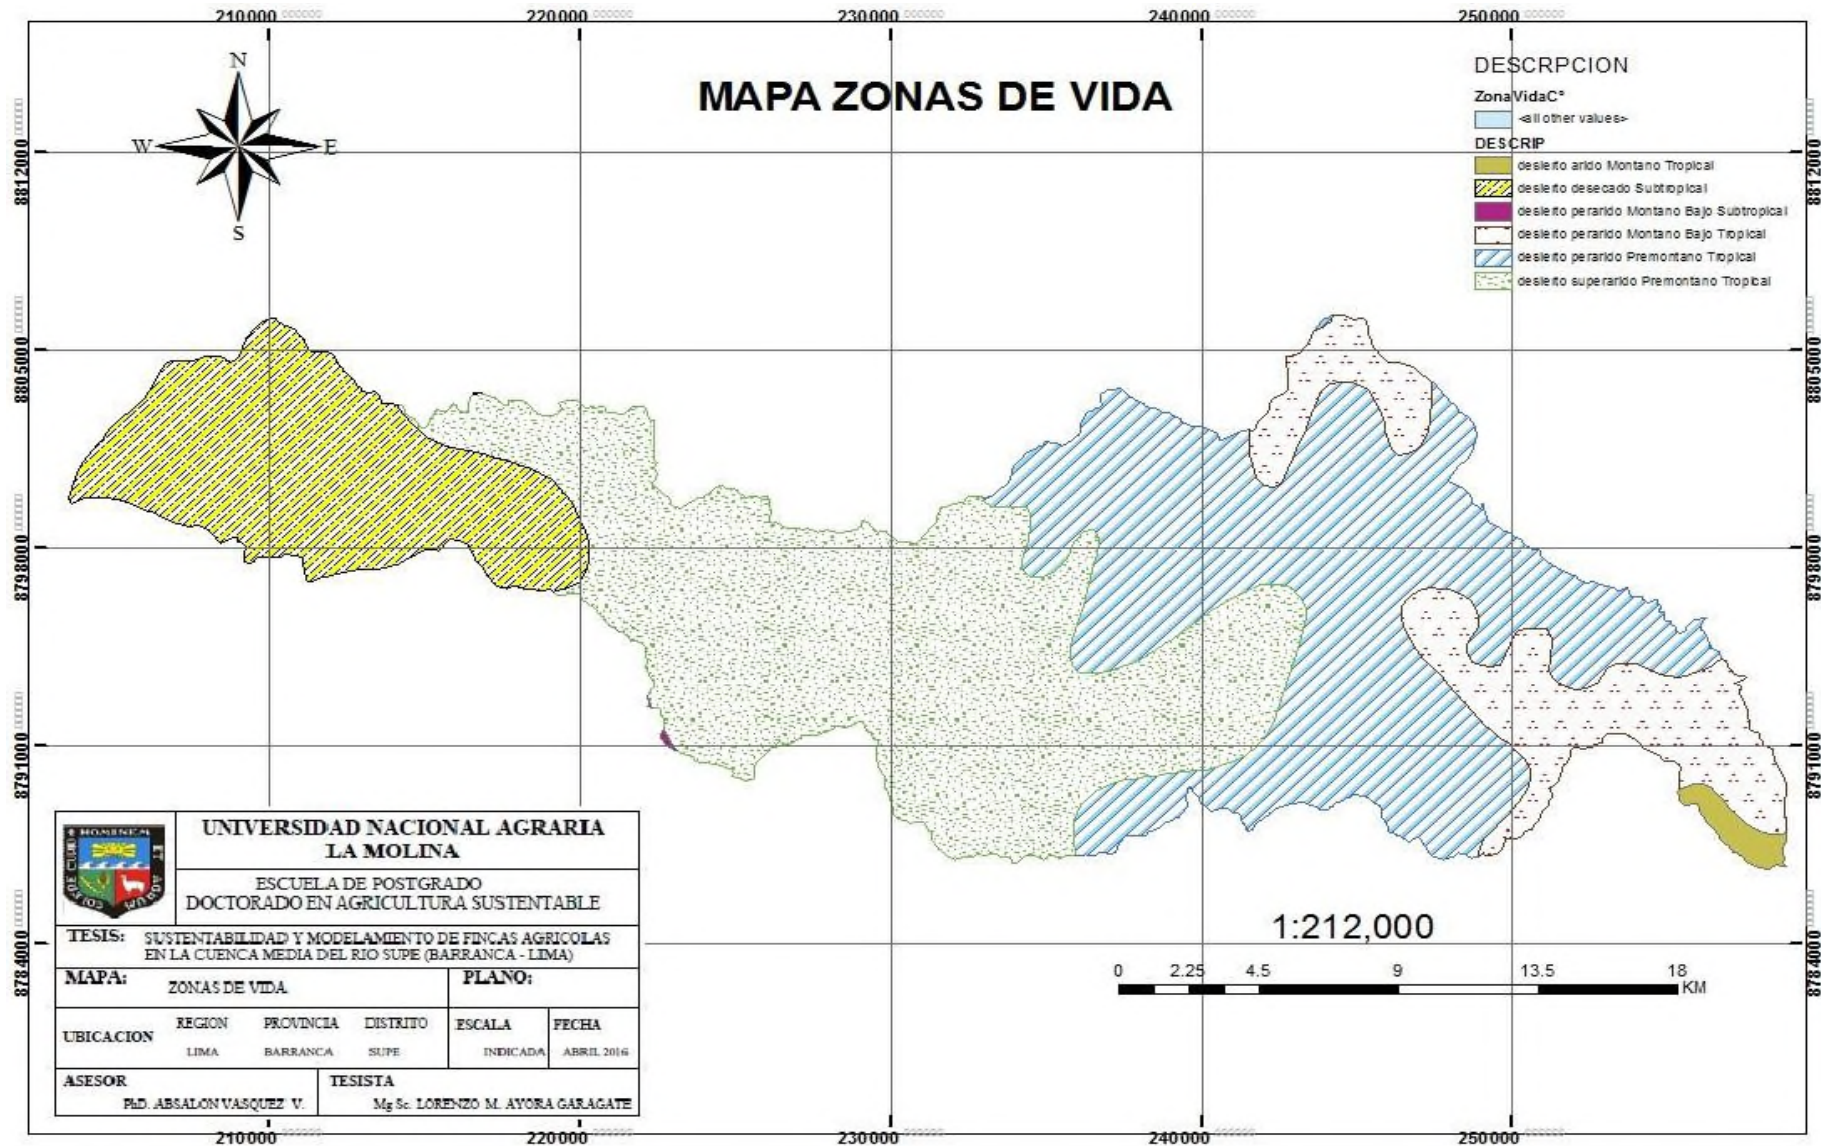 210000 220000 230000 240000 250000
MAPA ZONAS DE VIDA
N
W E
S
DESCRPCION
ZonaVidaC°
<all other values>
DESCRIP
desierto arido Montano Tropical
desierto desecado Subtropical
desierto perarido Montano Bajo Subtropical
desierto perarido Montano Bajo Tropical
desierto perarido Premontano Tropical
desierto superarido Premontano Tropical
8812000 8812000
8805000 8805000
8798000 8798000
8791000 8791000
8784000 8784000
HOMINEM
UNIVERSIDAD NACIONAL AGRARIA
LA MOLINA
ESCUELA DE POSTGRADO
DOCTORADO EN AGRICULTURA SUSTENTABLE
TESIS: SUSTENTABILIDAD Y MODELAMIENTO DE FINCAS AGRICOLAS
EN LA CUENCA MEDIA DEL RIO SUPE (BARRANCA - LIMA)
MAPA: ZONAS DE VIDA PLANO:
UBICACION REGION PROVINCIA DISTRITO ESCALA FECHA
LIMA BARRANCA SUPE INDICADA ABRIL 2016
ASESOR TESISTA
PhD. ABSALON VASQUEZ V. Mg Sc. LORENZO M. AYORA GARAGATE
1:212,000
0 2.25 4.5 9 13.5 18
KM
210000 220000 230000 240000 250000